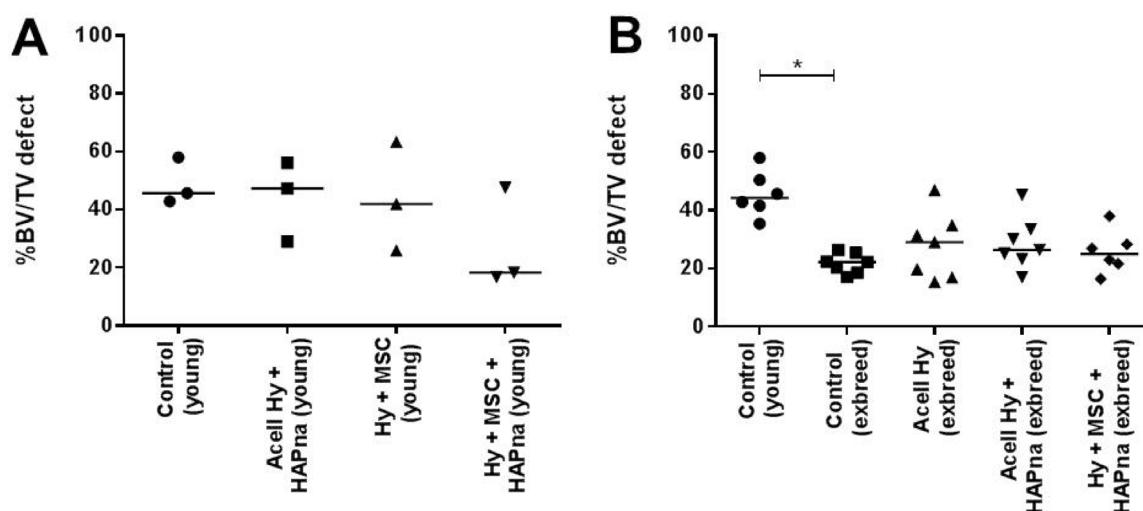 A
%BV/TV defect
100
80
60
40
20
0
Control
(young)
Acell Hy +
HAPna (young)
Hy + MSC
(young)
Hy + MSC +
HAPna (young)
B
%BV/TV defect
100
80
60
40
20
0
*
Control
(young)
Control
(exbreed)
Acell Hy
(exbreed)
Acell Hy +
HAPna (exbreed)
Hy + MSC +
HAPna (exbreed)